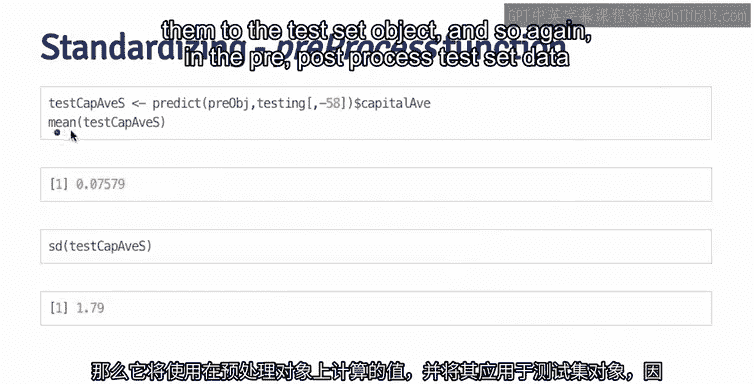 them to the test set object, and so again,
Standardizing - preProcess function
in the pre, post process test set data
testCapAveS <- predict(preObj,testing[,-58])$capitalAve
mean(testCapAveS)
[1] 0.07579
sd(testCapAveS)
[1] 1.79
那么它将使用在预处理对象上计算的值，并将其应用于测试集对象，因